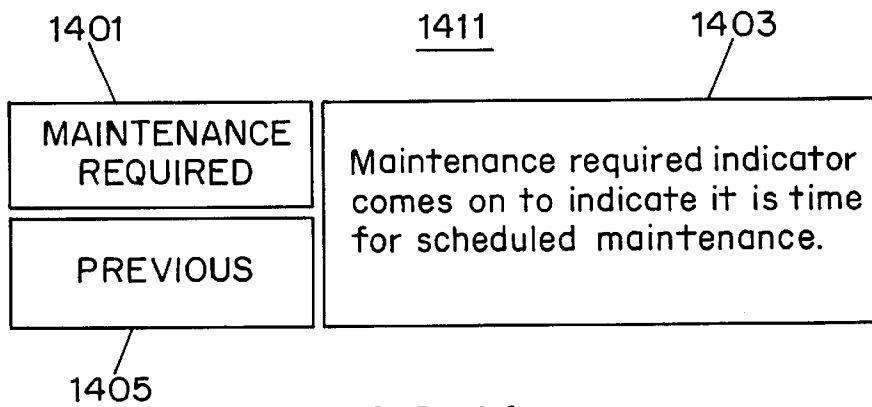 1401
1411
1403
MAINTENANCE
REQUIRED
Maintenance required indicator
comes on to indicate it is time
for scheduled maintenance.
PREVIOUS
1405